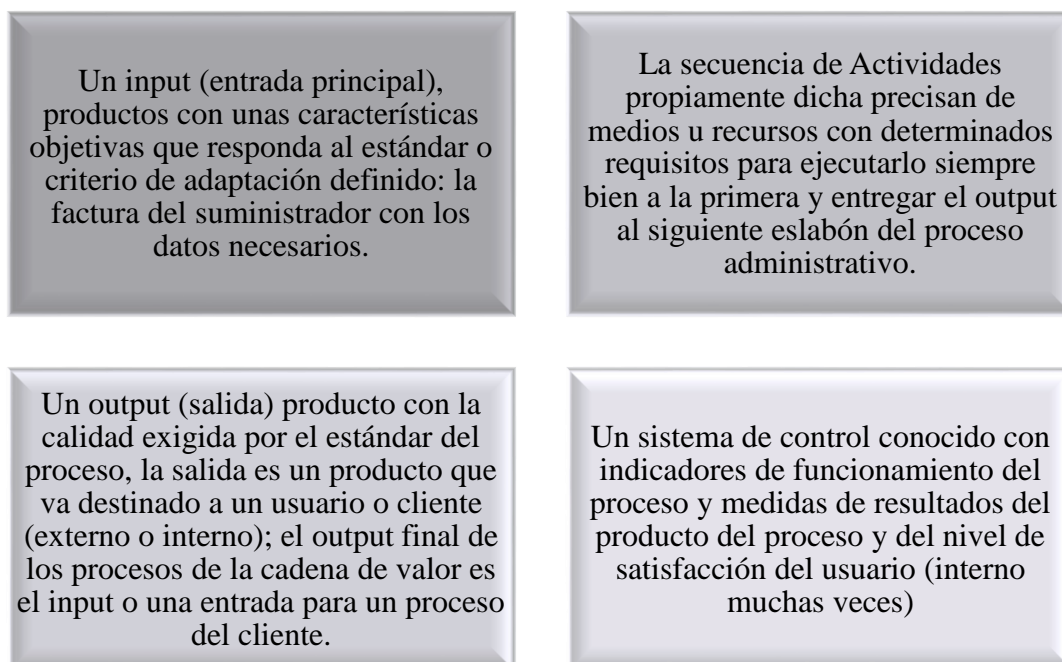 Un input (entrada principal),
productos con unas características
objetivas que responda al estándar o
criterio de adaptación definido: la
factura del suministrador con los
datos necesarios.
La secuencia de Actividades
propiamente dicha precisan de
medios u recursos con determinados
requisitos para ejecutarlo siempre
bien a la primera y entregar el output
al siguiente eslabón del proceso
administrativo.
Un output (salida) producto con la
calidad exigida por el estándar del
proceso, la salida es un producto que
va destinado a un usuario o cliente
(externo o interno); el output final de
los procesos de la cadena de valor es
el input o una entrada para un proceso
del cliente.
Un sistema de control conocido con
indicadores de funcionamiento del
proceso y medidas de resultados del
producto del proceso y del nivel de
satisfacción del usuario (interno
muchas veces)